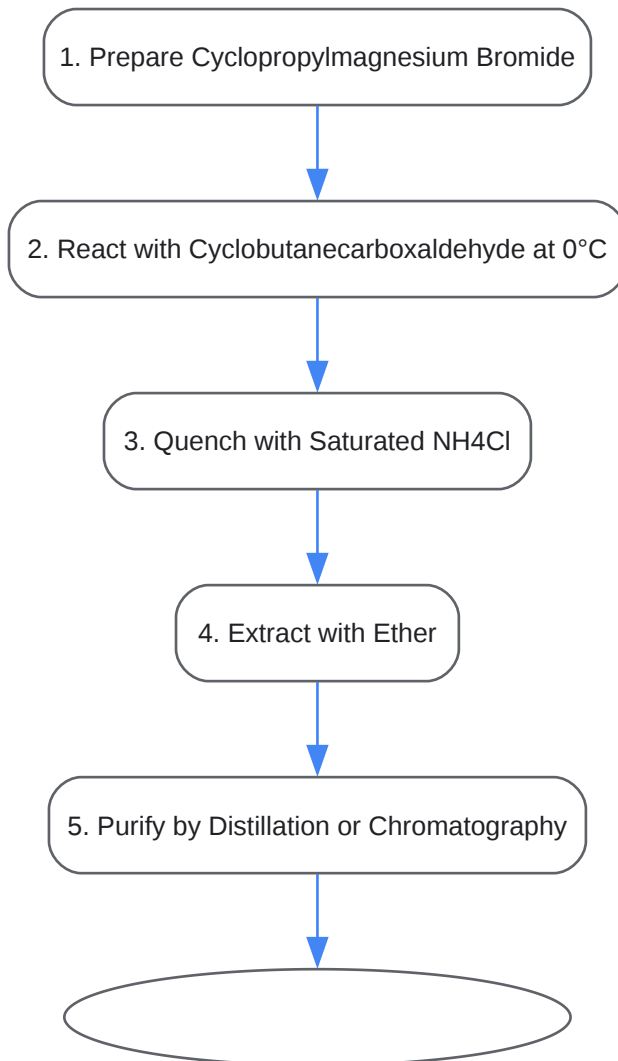 1. Prepare Cyclopropylmagnesium Bromide
2. React with Cyclobutanecarboxaldehyde at 0°C
3. Quench with Saturated NH4Cl
4. Extract with Ether
5. Purify by Distillation or Chromatography